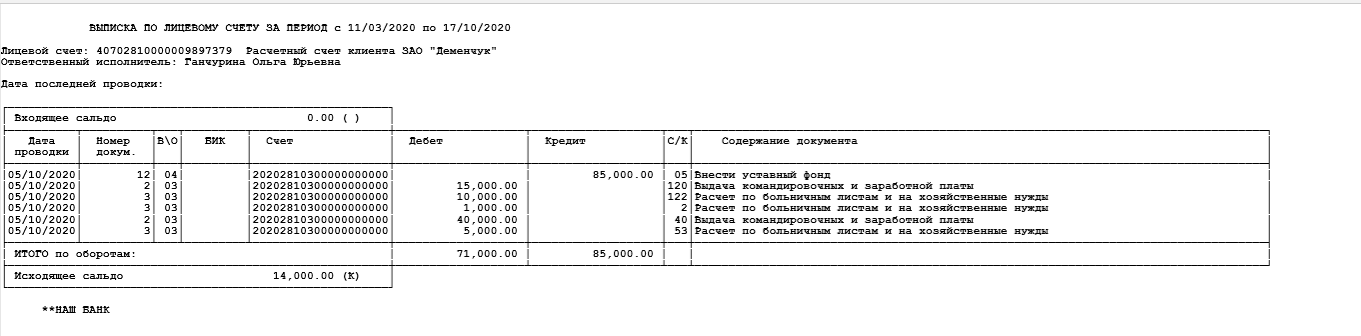 ВЫПИСКА ПО ЛИЦЕВОМУ СЧЕТУ ЗА ПЕРИОД с 11/03/2020 по 17/10/2020
Лицевой счет: 40702810000009897379 Расчетный счет клиента ЗАО "Деменчук"
Ответственный исполнитель: Ганчурина Ольга Юрьевна
Дата последней проводки:
Входящее сальдо 0.00 ( )
Дата Номер В\О БИК Счет Дебет Кредит С/К Содержание документа
проводки докум.
05/10/2020 12 04 20202810300000000000 85,000.00 05 Внести уставный фонд
05/10/2020 2 03 20202810300000000000 15,000.00 120 Выдача командировочных и заработной платы
05/10/2020 3 03 20202810300000000000 10,000.00 122 Расчет по больничным листам и на хозяйственные нужды
05/10/2020 3 03 20202810300000000000 1,000.00 2 Расчет по больничным листам и на хозяйственные нужды
05/10/2020 2 03 20202810300000000000 40,000.00 40 Выдача командировочных и заработной платы
05/10/2020 3 03 20202810300000000000 5,000.00 53 Расчет по больничным листам и на хозяйственные нужды
ИТОГО по оборотам: 71,000.00 85,000.00
Исходящее сальдо 14,000.00 (К)
**НАШ БАНК